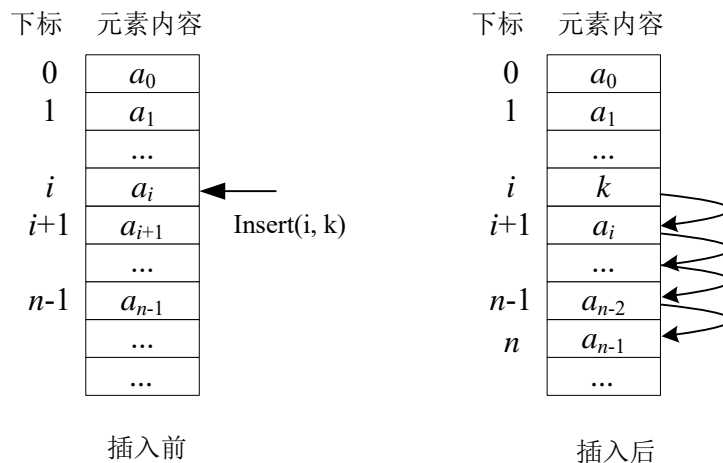 下标 元素内容
0 a0
1 a1
...
i ai
i+1 ai+1
...
n-1 an-1
...
...
插入前
Insert(i, k)
下标 元素内容
0 a0
1 a1
...
i k
i+1 ai
...
n-1 an-2
n an-1
...
插入后